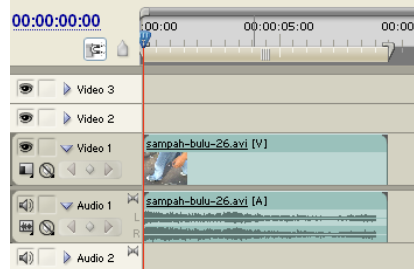 00:00:00:00
:00:00 00:00:05:00 00:00
Video 3
Video 2
Video 1
sampah-bulu-26.avi [V]
Audio 1
sampah-bulu-26.avi [A]
L
R
Audio 2